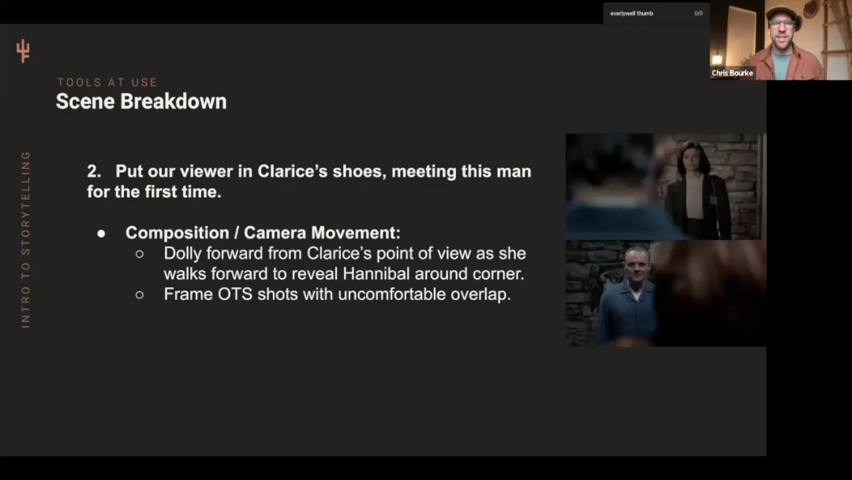 everlywell thumb 0/0
Chris Bourke
TOOLS AT USE
Scene Breakdown
INTRO TO STORYTELLING
2. Put our viewer in Clarice's shoes, meeting this man
for the first time.
● Composition / Camera Movement:
○ Dolly forward from Clarice's point of view as she
walks forward to reveal Hannibal around corner.
○ Frame OTS shots with uncomfortable overlap.